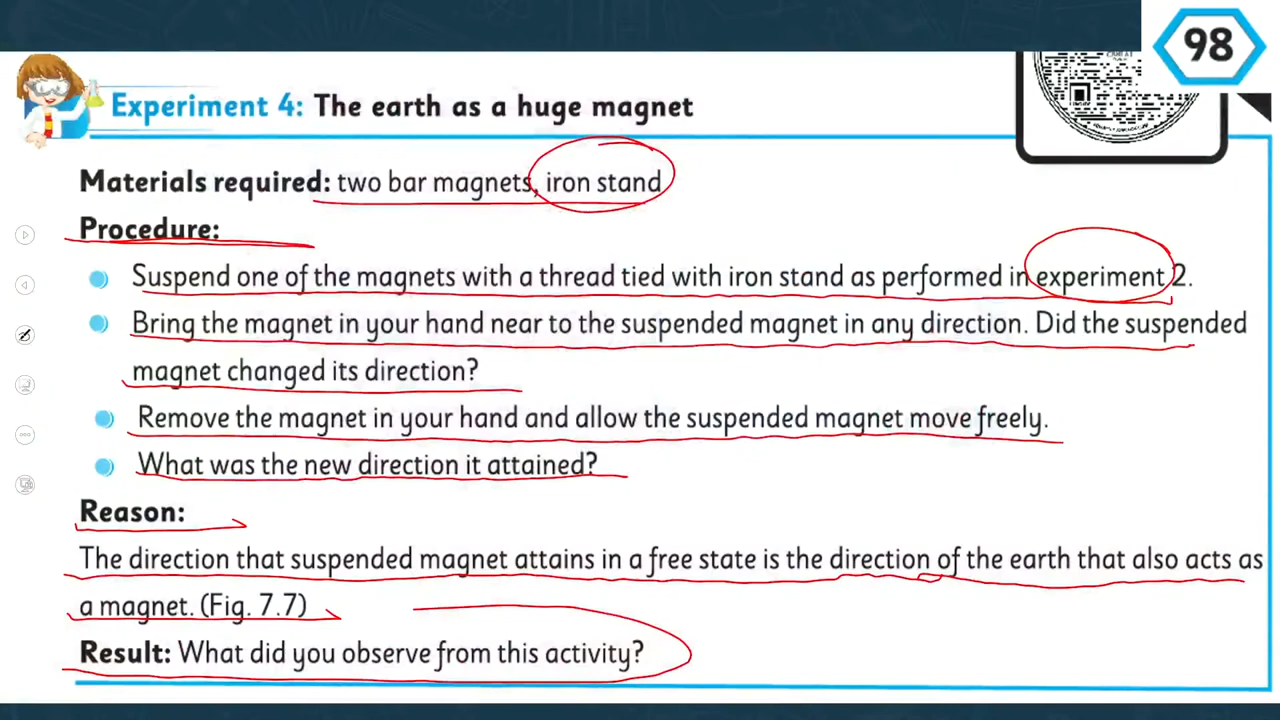 98
Experiment 4: The earth as a huge magnet
Materials required: two bar magnets, iron stand
Procedure:
Suspend one of the magnets with a thread tied with iron stand as performed in experiment 2.
Bring the magnet in your hand near to the suspended magnet in any direction. Did the suspended
magnet changed its direction?
Remove the magnet in your hand and allow the suspended magnet move freely.
What was the new direction it attained?
Reason:
The direction that suspended magnet attains in a free state is the direction of the earth that also acts as
a magnet. (Fig. 7.7)
Result: What did you observe from this activity?